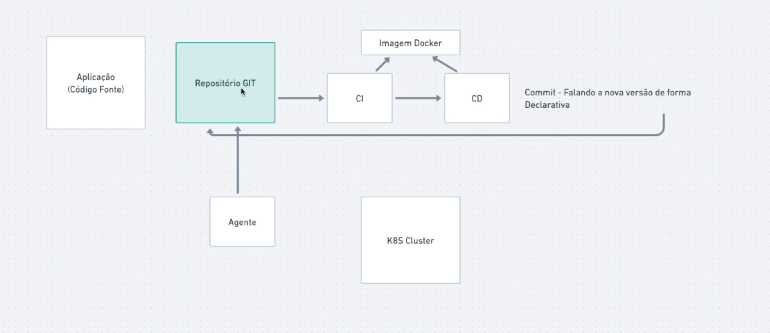 Imagem Docker
Aplicação
(Código Fonte)
Repositório GIT
CI
CD
Commit - Falando a nova versão de forma
Declarativa
Agente
K8S Cluster